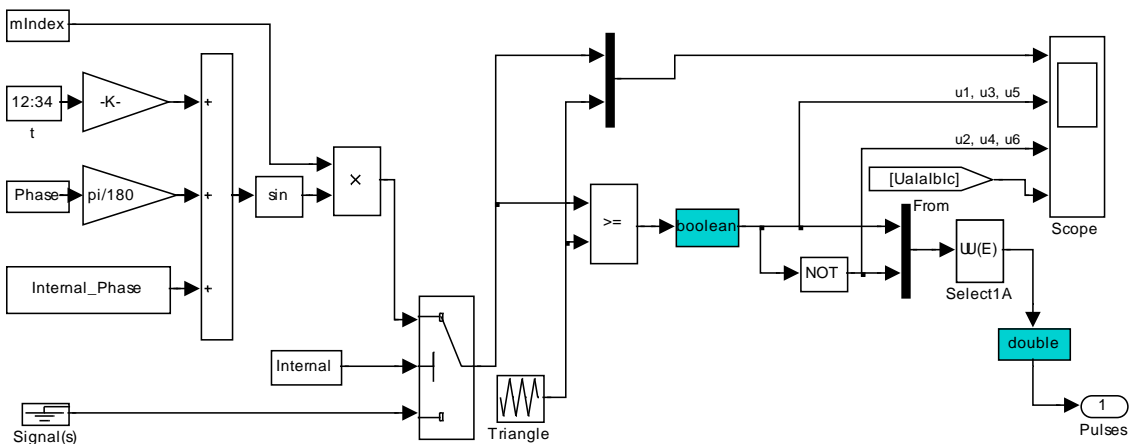 mIndex
12:34
t
-K-
Phase
pi/180
Internal_Phase
+
+
+
sin
×
Internal
Signal(s)
Triangle
>=
boolean
NOT
u1, u3, u5
u2, u4, u6
[UaIaIbIc]
From
Scope
U(E)
Select1A
double
1
Pulses